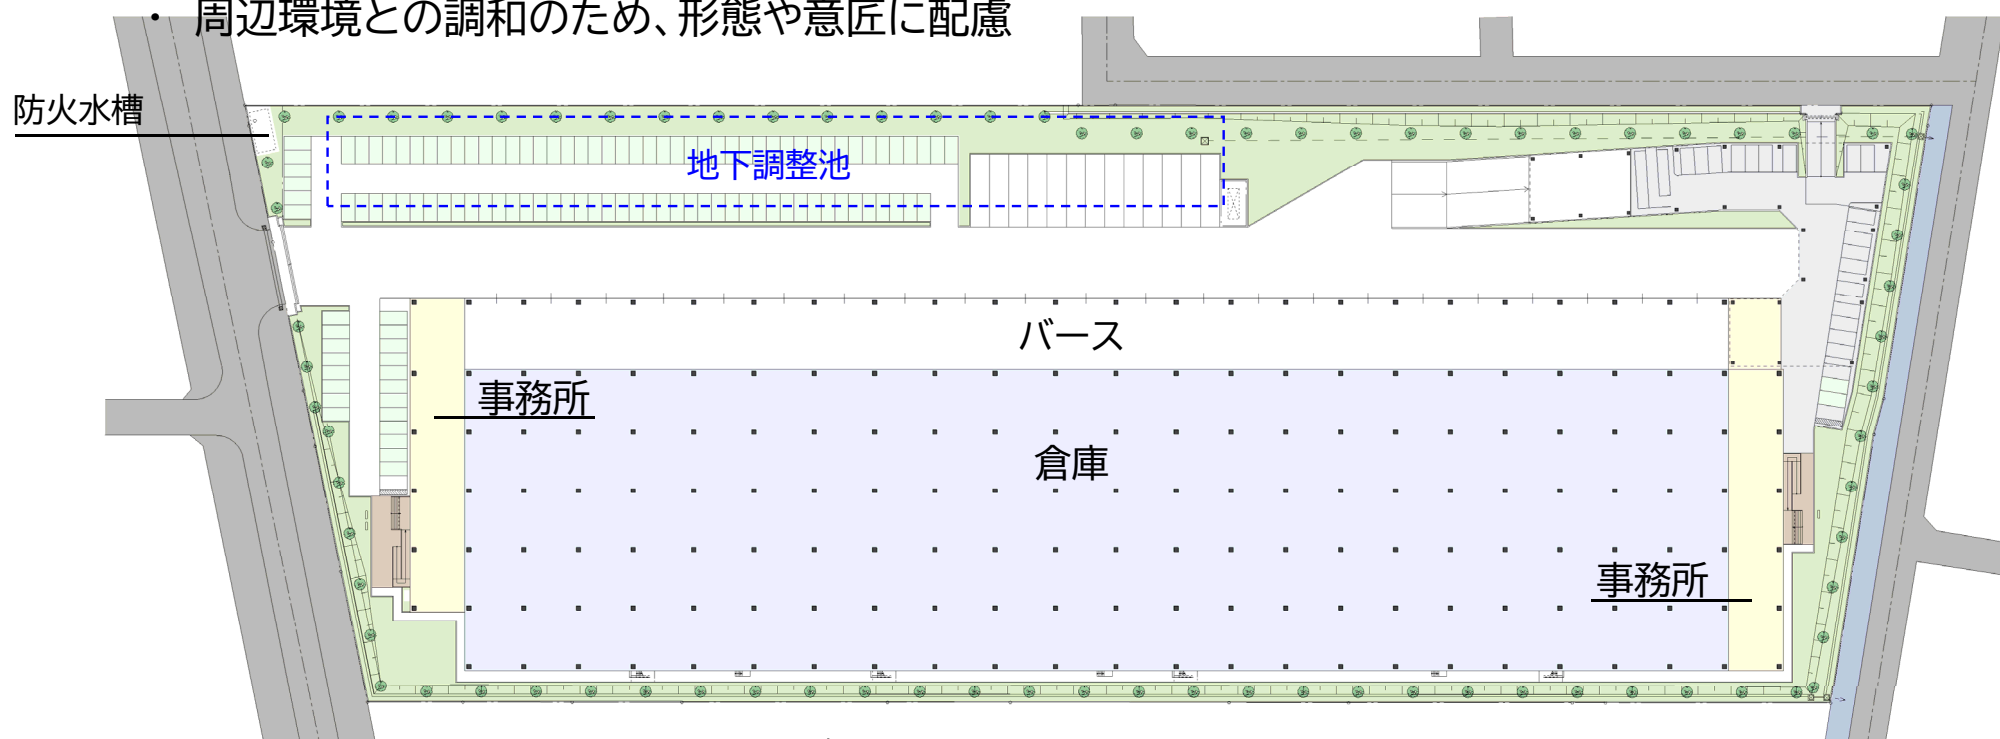 ・ 周辺環境との調和のため、形態や意匠に配慮
防火水槽
地下調整池
バース
事務所
倉庫
事務所